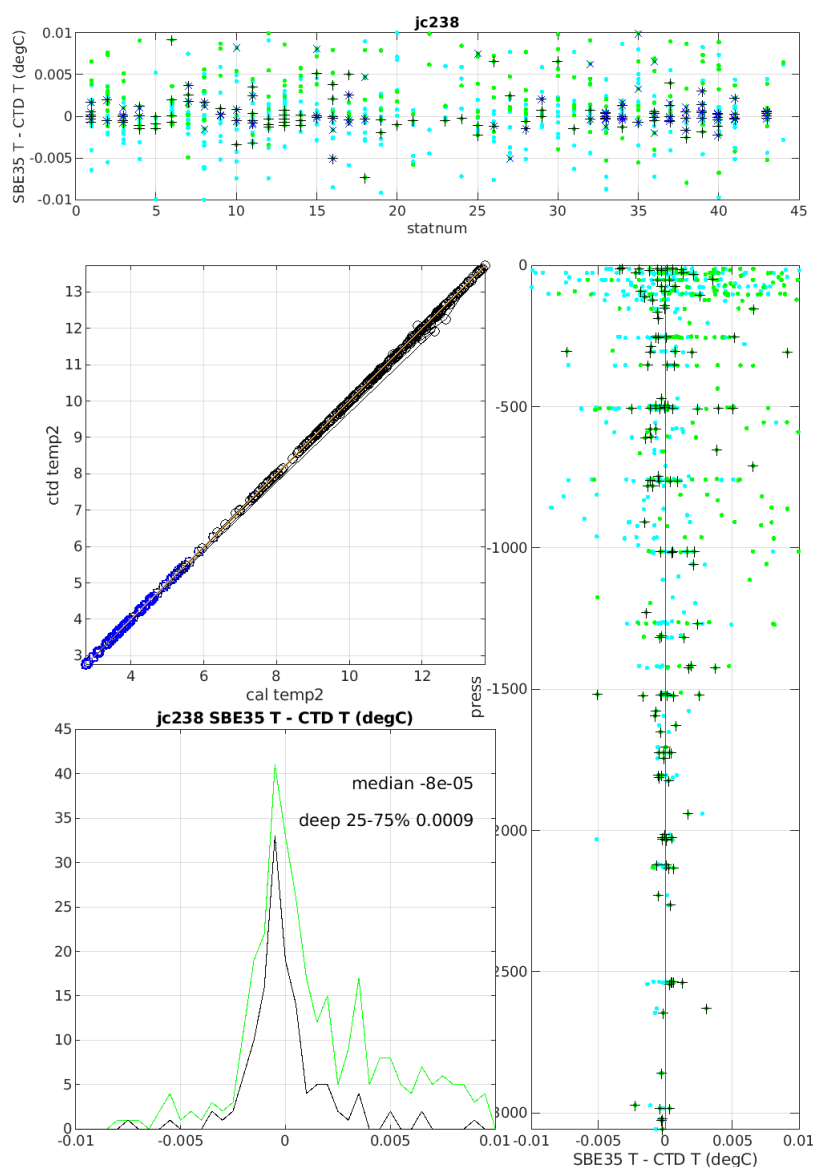 jc238
SBE35 T - CTD T (degC)
0.01
0.005
0
-0.005
-0.01
0 5 10 15 20 25 30 35 40 45
statnum
ctd temp2
13
12
11
10
9
8
7
6
5
4
3
4 6 8 10 12
cal temp2
press
0
-500
-1000
-1500
2000
2500
3000
-0.01 -0.005 0 0.005 0.01
SBE35 T - CTD T (degC)
jc238 SBE35 T - CTD T (degC)
45
40
35
30
25
20
15
10
5
0
median -8e-05
deep 25-75% 0.0009
-0.01 -0.005 0 0.005 0.01